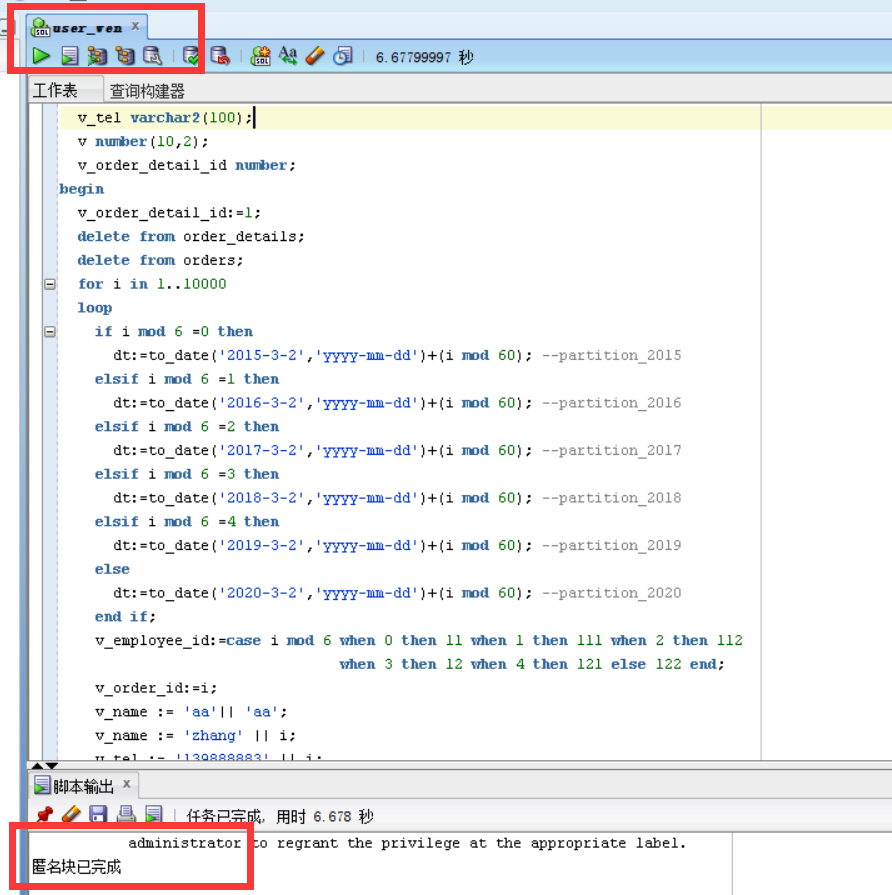 user_wen
6.67799997 秒
工作表 查询构建器
v_tel varchar2(100);
v number(10,2);
v_order_detail_id number;
begin
v_order_detail_id:=1;
delete from order_details;
delete from orders;
for i in 1..10000
loop
if i mod 6 =0 then
dt:=to_date('2015-3-2','yyyy-mm-dd')+(i mod 60); --partition_2015
elsif i mod 6 =1 then
dt:=to_date('2016-3-2','yyyy-mm-dd')+(i mod 60); --partition_2016
elsif i mod 6 =2 then
dt:=to_date('2017-3-2','yyyy-mm-dd')+(i mod 60); --partition_2017
elsif i mod 6 =3 then
dt:=to_date('2018-3-2','yyyy-mm-dd')+(i mod 60); --partition_2018
elsif i mod 6 =4 then
dt:=to_date('2019-3-2','yyyy-mm-dd')+(i mod 60); --partition_2019
else
dt:=to_date('2020-3-2','yyyy-mm-dd')+(i mod 60); --partition_2020
end if;
v_employee_id:=case i mod 6 when 0 then 11 when 1 then 111 when 2 then 112
when 3 then 12 when 4 then 121 else 122 end;
v_order_id:=i;
v_name := 'aa'|| 'aa';
v_name := 'zhang' || i;
v_tel := '139888883' || i;
脚本输出
任务已完成, 用时 6.678 秒
administrator to regrant the privilege at the appropriate label.
匿名块已完成